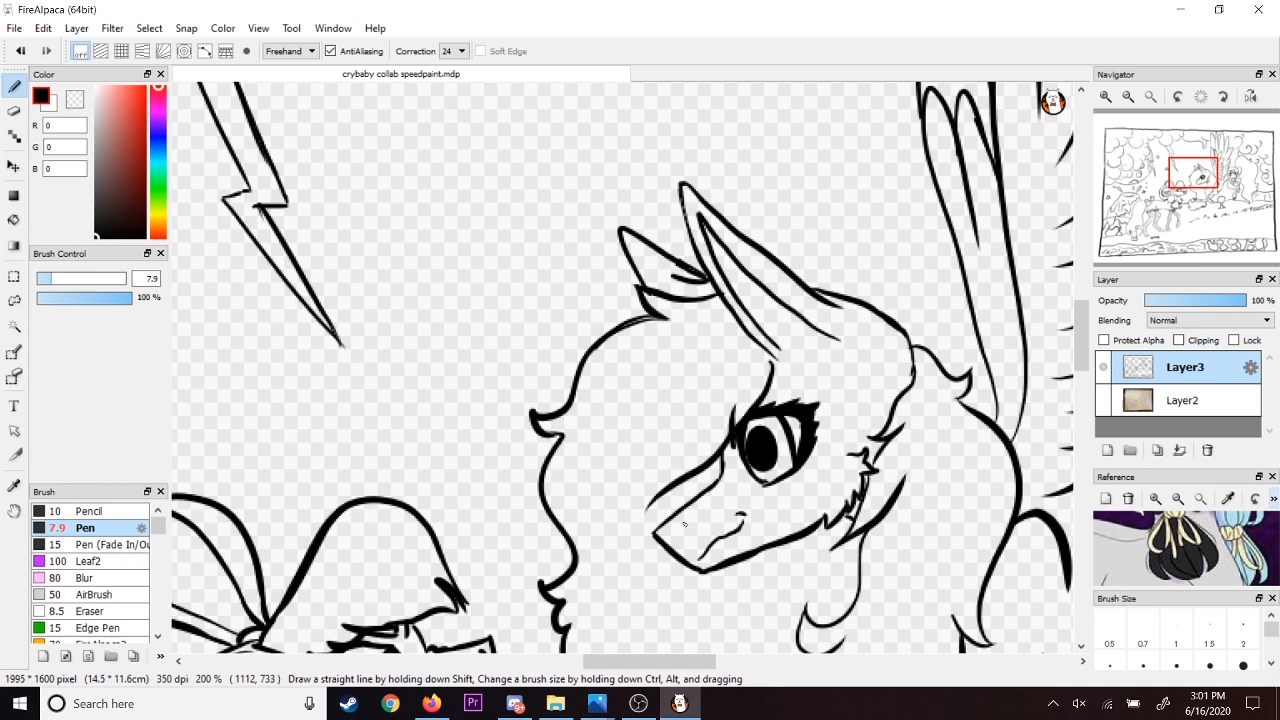 FireAlpaca (64bit)
File Edit Layer Filter Select Snap Color View Tool Window Help
off Freehand AntiAliasing Correction 24 Soft Edge
Color
crybaby collab speedpaint.mdp
Navigator
R 0
G 0
B 0
Brush Control
7.9
100 %
Layer
Opacity 100 %
Blending Normal
Protect Alpha Clipping Lock
Layer3
Layer2
Reference
Brush
10 Pencil
7.9 Pen
15 Pen (Fade In/Ou
100 Leaf2
80 Blur
50 AirBrush
8.5 Eraser
15 Edge Pen
Brush Size
0.5 0.7 1 1.5 2
1995 * 1600 pixel (14.5 * 11.6cm) 350 dpi 200 % ( 1112, 733 ) Draw a straight line by holding down Shift, Change a brush size by holding down Ctrl, Alt, and dragging
Search here
Pr
3:01 PM
6/16/2020